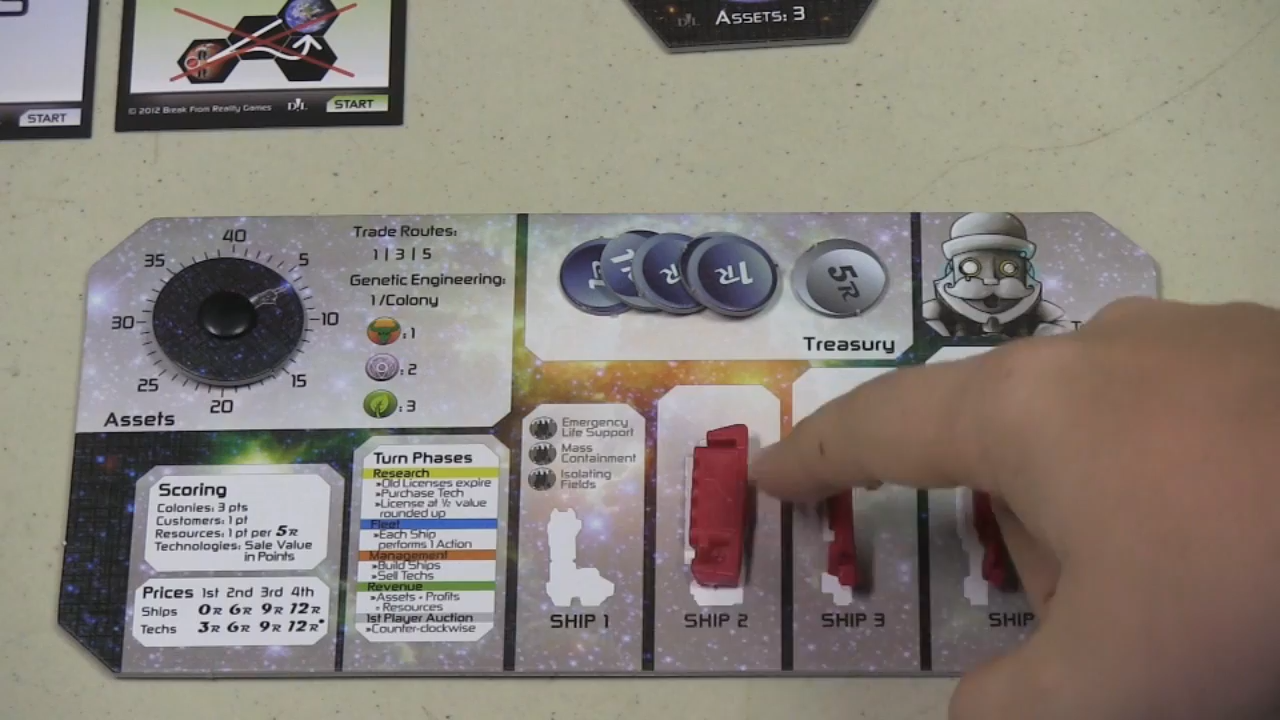 START
© 2012 Break From Reality Games
DJL
START
DJL
ASSETS: 3
40
35
5
30
10
25
15
20
Assets
Trade Routes:
1 | 3 | 5
Genetic Engineering:
1/Colony
: 1
: 2
: 3
1R
5R
Treasury
Scoring
Colonies: 3 pts
Customers: 1 pt
Resources: 1 pt per 5R
Technologies: Sale Value
in Points
Prices 1st 2nd 3rd 4th
Ships 0R 6R 9R 12R
Techs 3R 6R 9R 12R*
Turn Phases
Research
»Old Licenses expire
»Purchase Tech
»License at ½ value
rounded up
Fleet
»Each Ship
performs 1 Action
Management
»Build Ships
»Sell Techs
Revenue
»Assets + Profits
+ Resources
1st Player Auction
»Counter-clockwise
Emergency
Life Support
Mass
Containment
Isolating
Fields
SHIP 1
SHIP 2
SHIP 3
SHIP